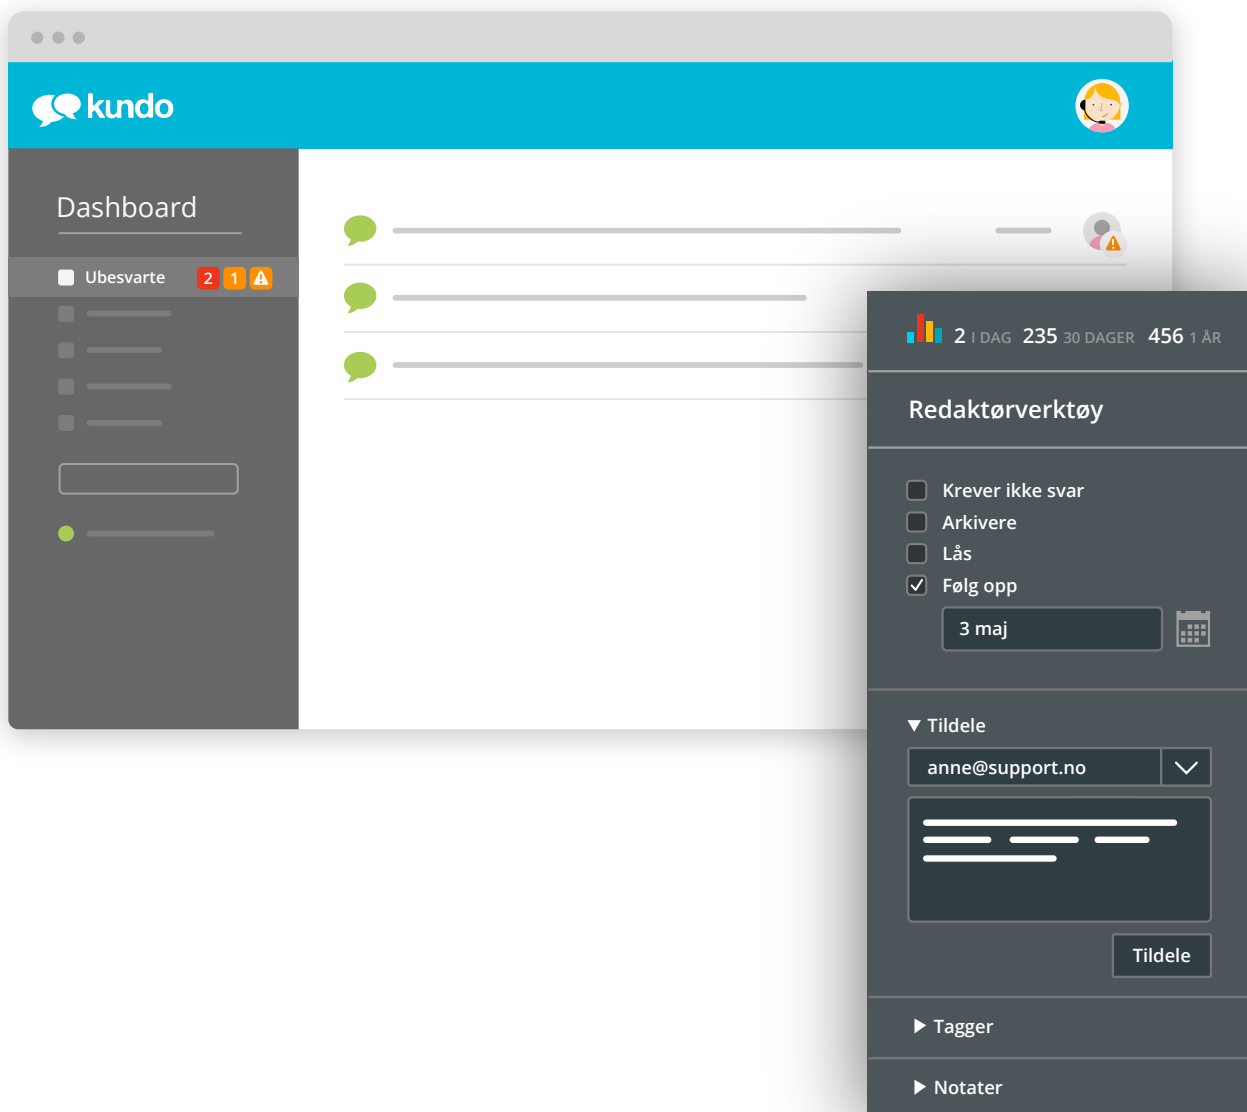 kundo
Dashboard
Ubesvarte 2 1
2 I DAG 235 30 DAGER 456 1 ÅR
Redaktørverktøy
Krever ikke svar
Arkivere
Lås
Følg opp
3 maj
Tildele
anne@support.no
Tildele
Tagger
Notater